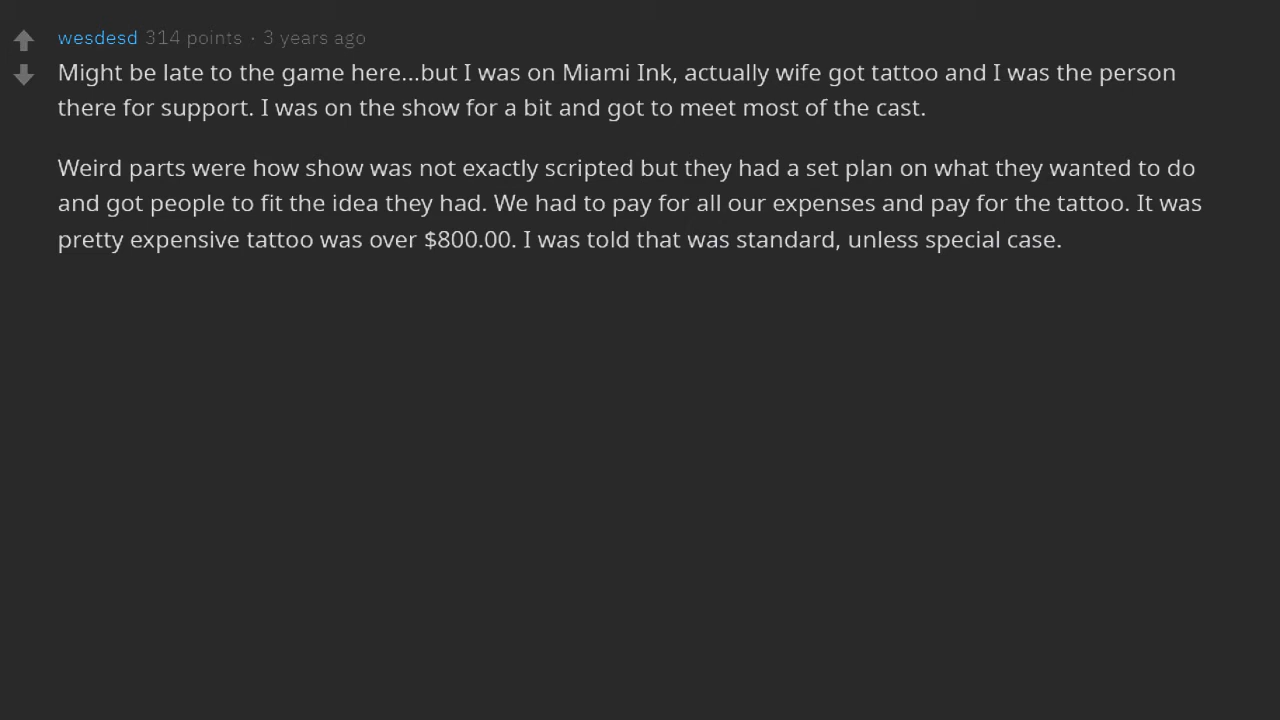 wesdesd 314 points · 3 years ago
Might be late to the game here...but I was on Miami Ink, actually wife got tattoo and I was the person
there for support. I was on the show for a bit and got to meet most of the cast.
Weird parts were how show was not exactly scripted but they had a set plan on what they wanted to do
and got people to fit the idea they had. We had to pay for all our expenses and pay for the tattoo. It was
pretty expensive tattoo was over $800.00. I was told that was standard, unless special case.